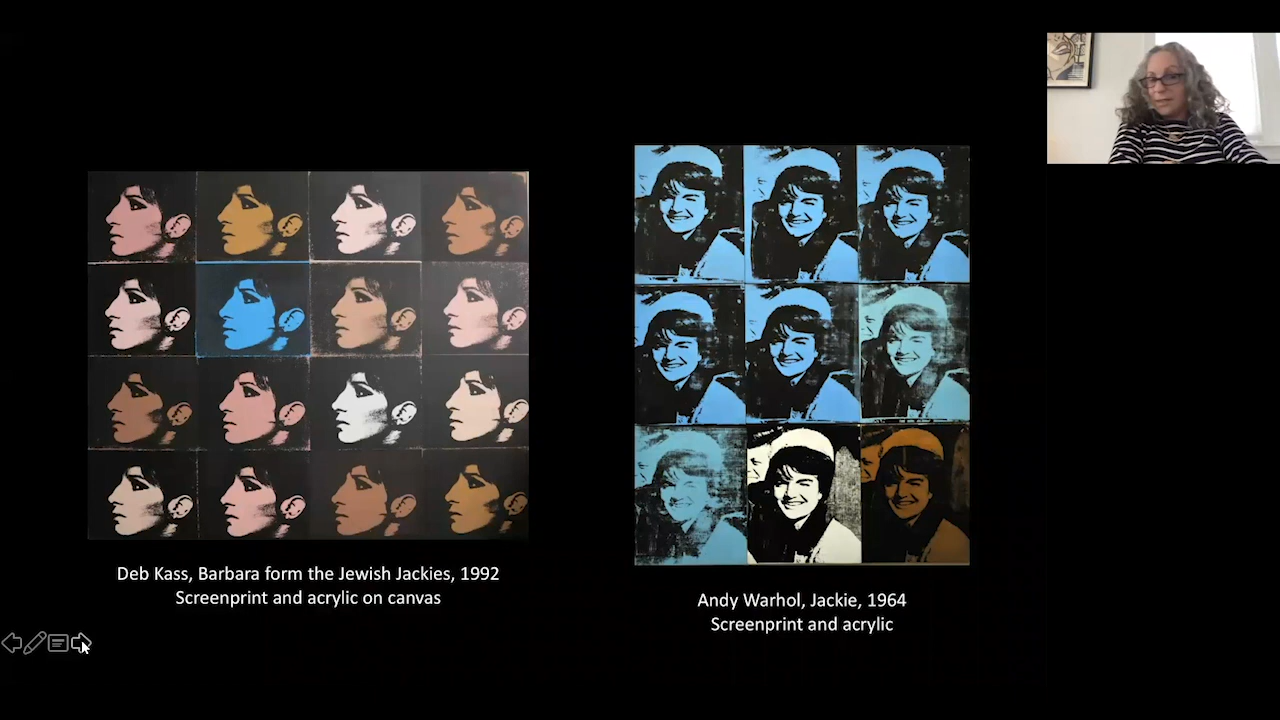 Deb Kass, Barbara form the Jewish Jackies, 1992
Screenprint and acrylic on canvas
Andy Warhol, Jackie, 1964
Screenprint and acrylic